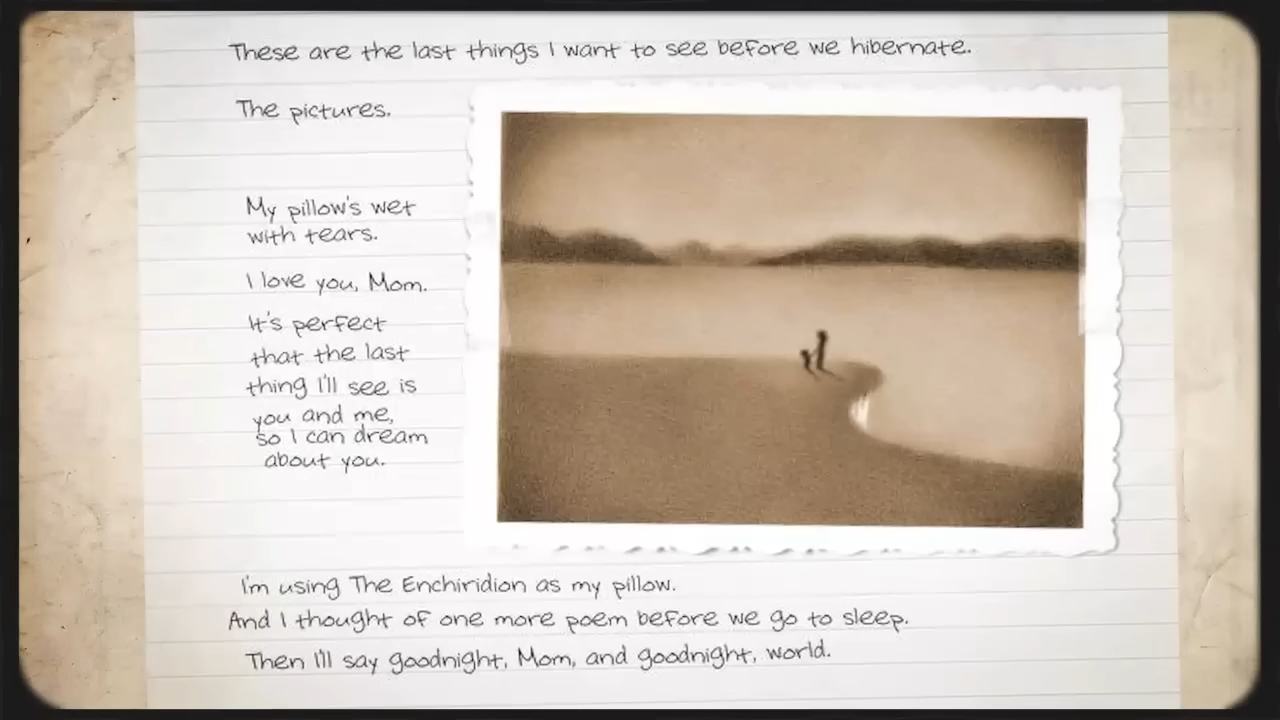 These are the last things I want to see before we hibernate.
The pictures.
My pillow's wet
with tears.
I love you, Mom.
It's perfect
that the last
thing I'll see is
you and me,
so I can dream
about you.
I'm using The Enchiridion as my pillow.
And I thought of one more poem before we go to sleep.
Then I'll say goodnight, Mom, and goodnight, world.